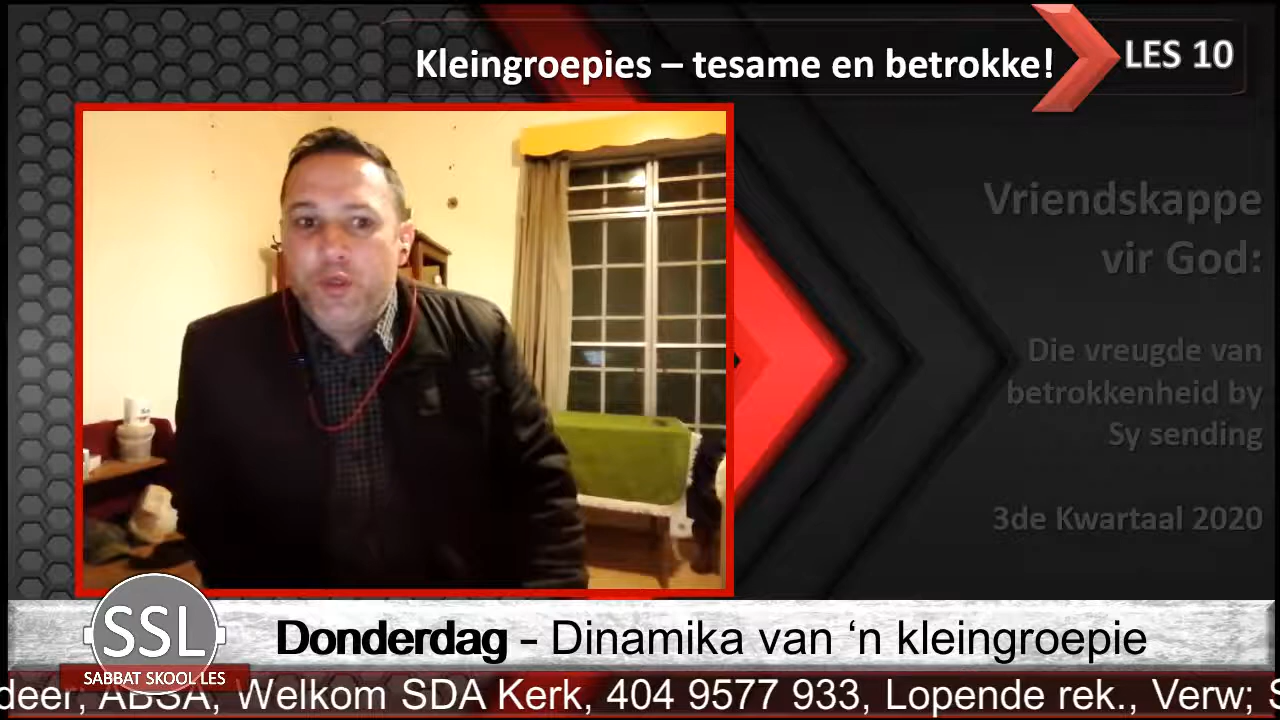 Kleingroepies – tesame en betrokke!
LES 10
Vriendskappe
vir God:
Die vreugde van
betrokkenheid by
Sy sending
3de Kwartaal 2020
SSL
SABBAT SKOOL LES
Donderdag – Dinamika van ‘n kleingroepie
deer; ABSA, Welkom SDA Kerk, 404 9577 933, Lopende rek., Verw; S